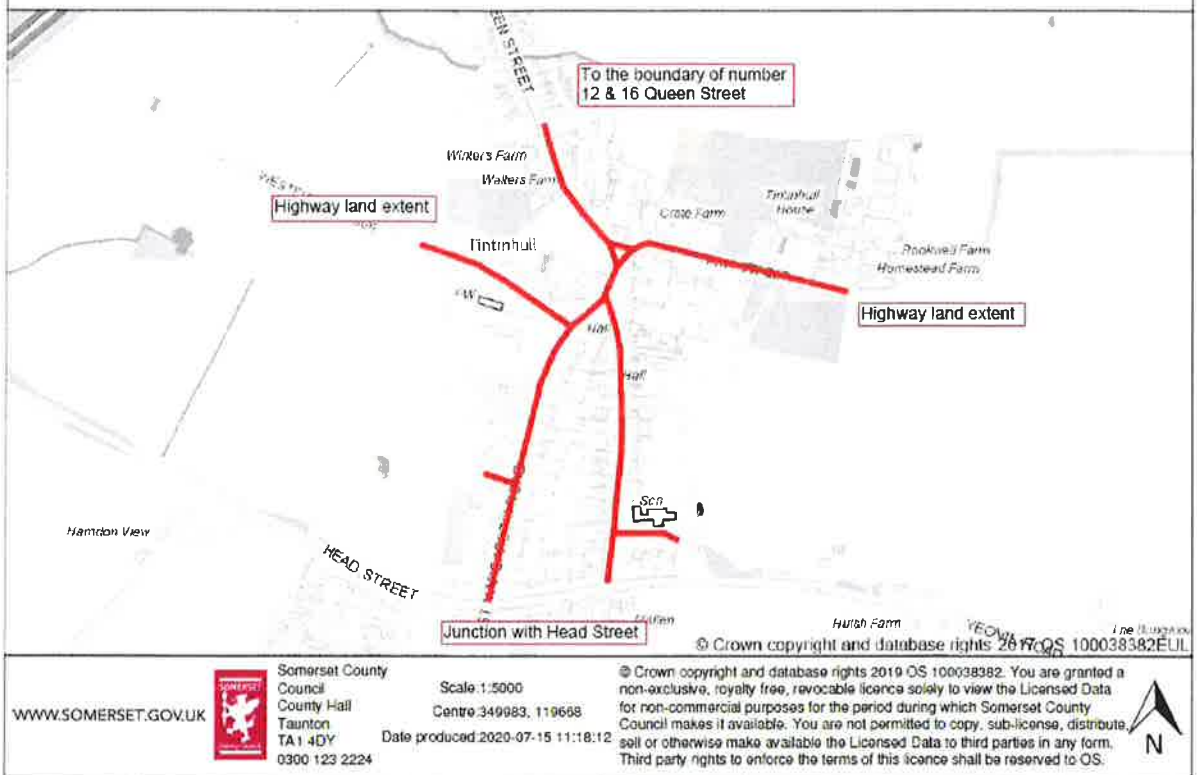 To the boundary of number
12 & 16 Queen Street
Winters Farm
Walters Farm
Highway land extent
Tintinhull
Tintinhull
House
Rookwell Farm
Homestead Farm
Highway land extent
Hall
Hall
Sch
Hamdon View
HEAD STREET
Junction with Head Street
Hutsh Farm
© Crown copyright and database rights 2017 OS 100038382EUL
WWW.SOMERSET.GOV.UK
SOMERSET
Somerset County
Council
County Hall
Taunton
TA1 4DY
0300 123 2224
Scale:1:5000
Centre:349983, 119668
Date produced:2020-07-15 11:18:12
© Crown copyright and database rights 2019 OS 100038382. You are granted a
non-exclusive, royalty free, revocable licence solely to view the Licensed Data
for non-commercial purposes for the period during which Somerset County
Council makes it available. You are not permitted to copy, sub-license, distribute,
sell or otherwise make available the Licensed Data to third parties in any form.
Third party rights to enforce the terms of this licence shall be reserved to OS.
N